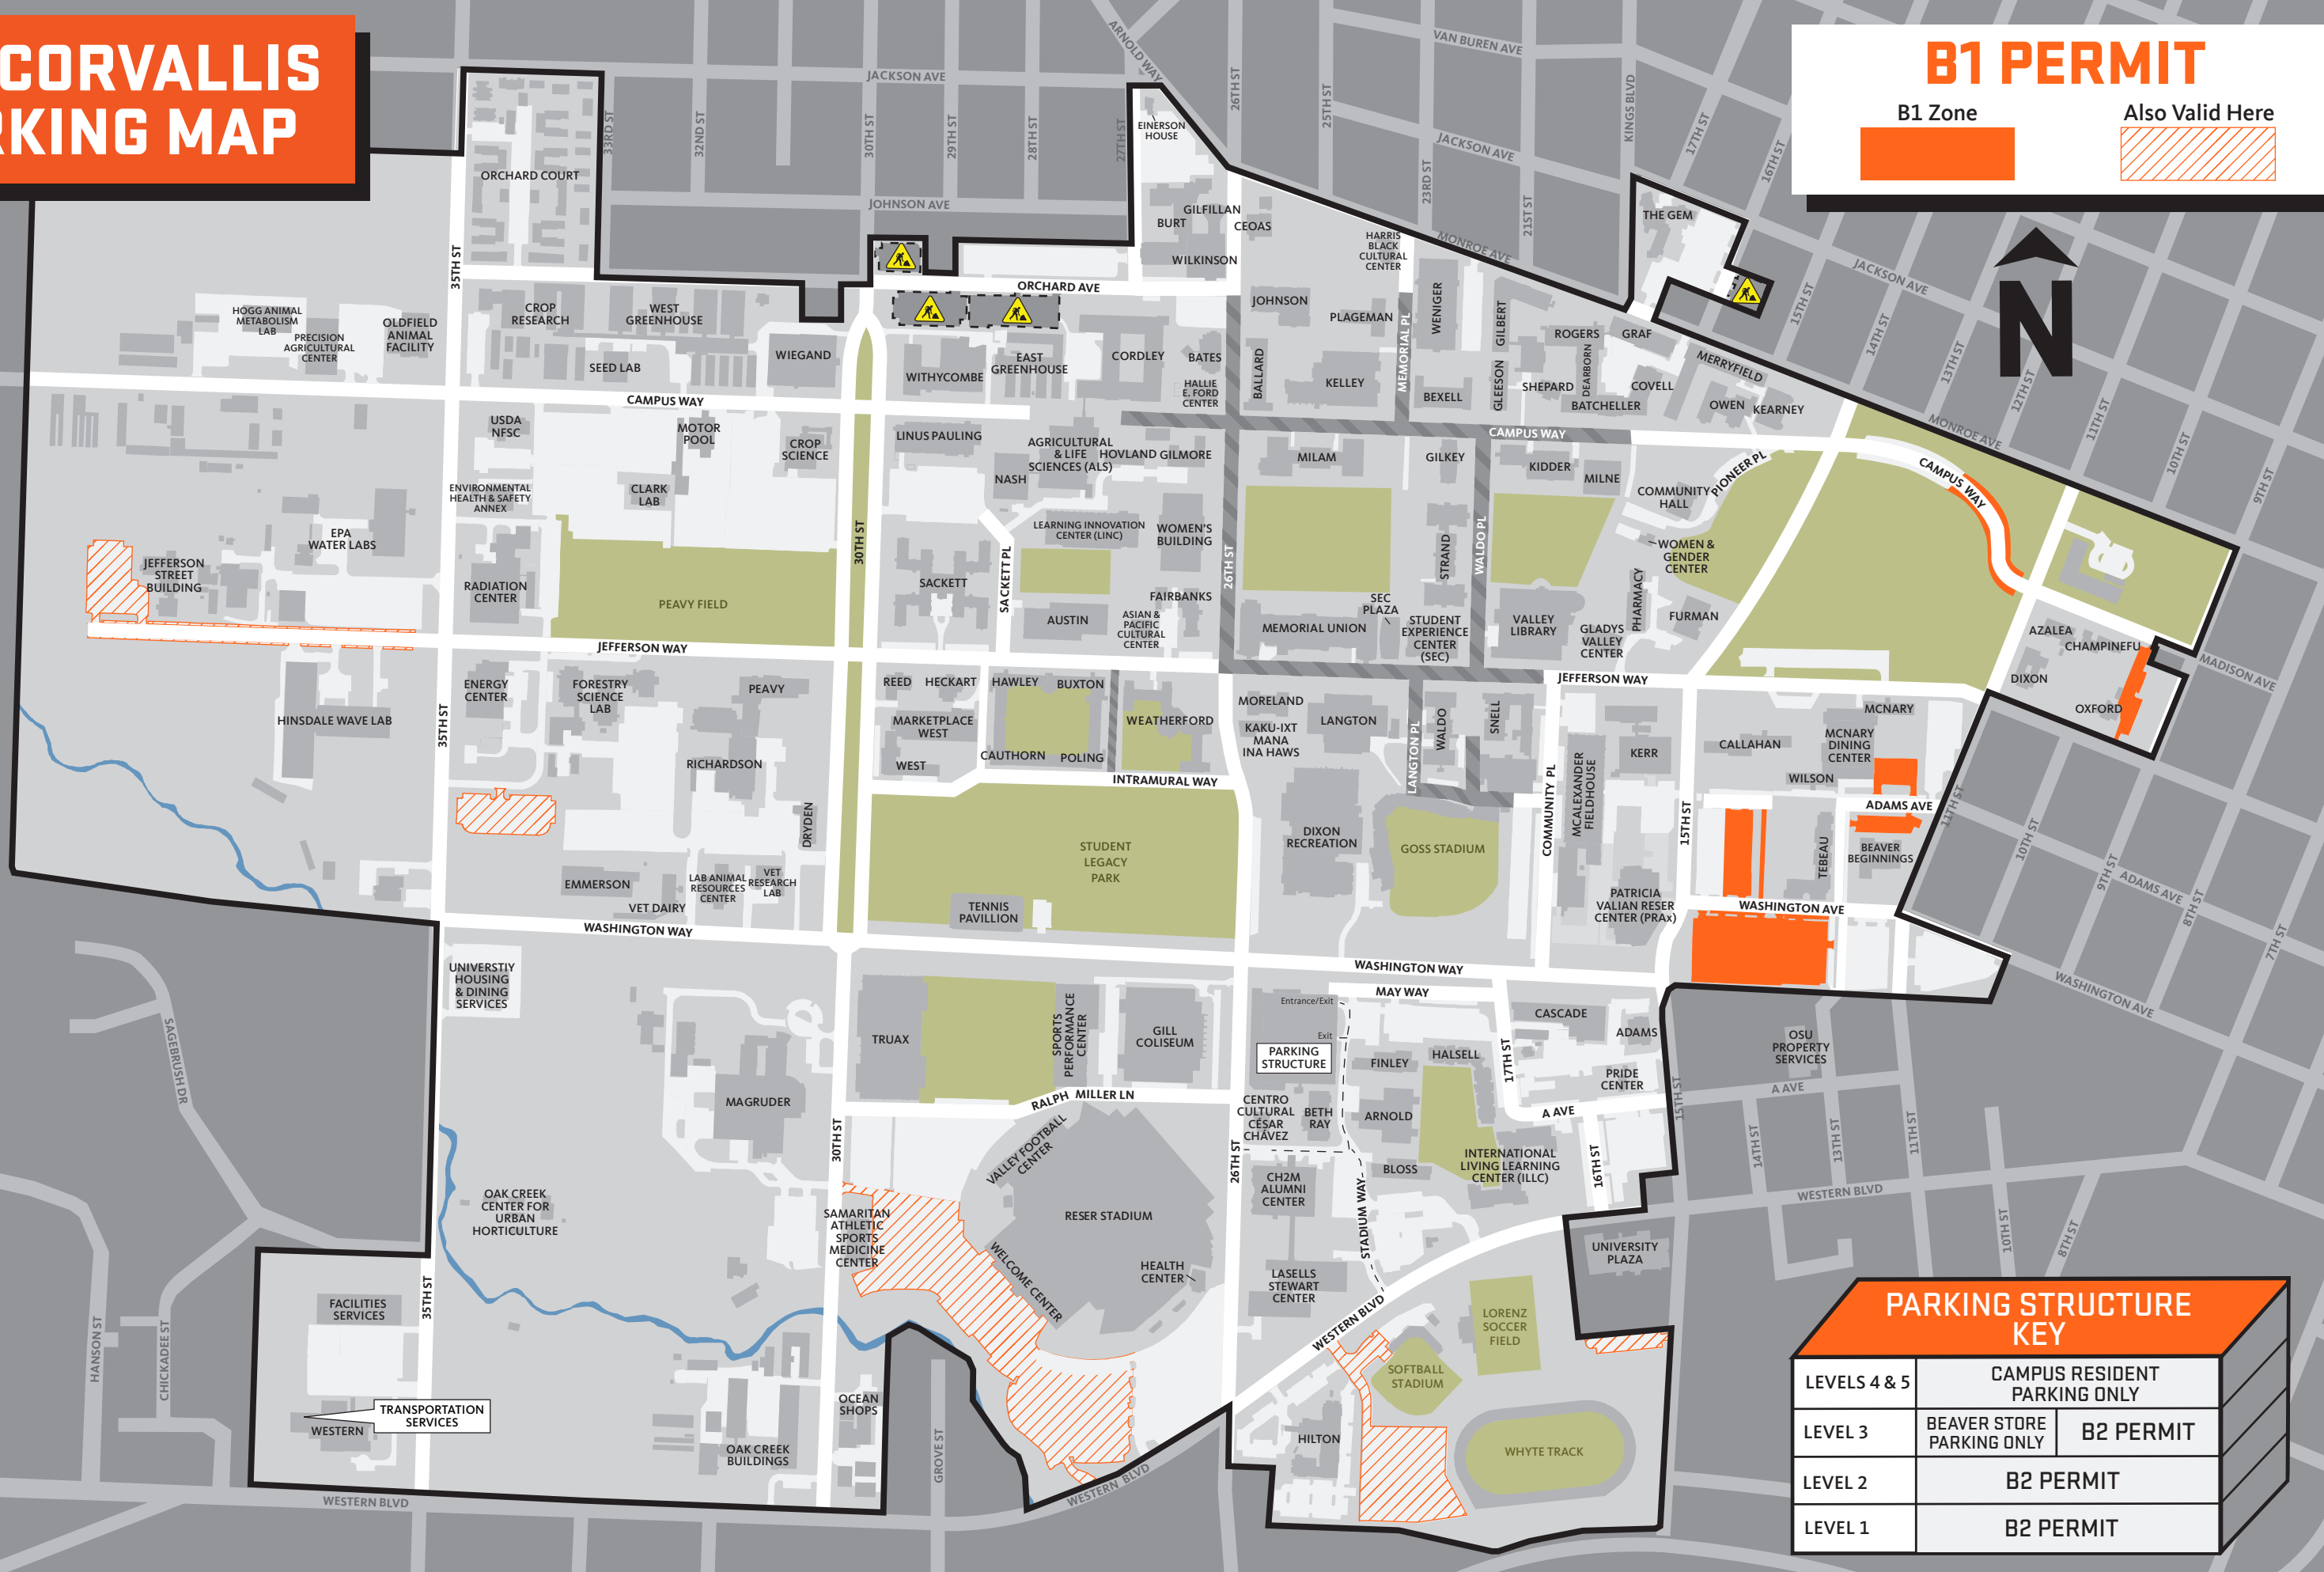 CORVALLIS
RKING MAP
B1 PERMIT
B1 Zone
Also Valid Here
N
ARNOLD WAY
VAN BUREN AVE
JACKSON AVE
26TH ST
25TH ST
KINGS BLVD
17TH ST
16TH ST
33RD ST
32ND ST
30TH ST
29TH ST
28TH ST
27TH ST
EINERSON
HOUSE
JACKSON AVE
23RD ST
21ST ST
ORCHARD COURT
JOHNSON AVE
GILFILLAN
BURT
CEOAS
WILKINSON
HARRIS
BLACK
CULTURAL
CENTER
MONROE AVE
THE GEM
JACKSON AVE
15TH ST
14TH ST
13TH ST
12TH ST
11TH ST
10TH ST
9TH ST
35TH ST
ORCHARD AVE
HOGG ANIMAL
METABOLISM
LAB
PRECISION
AGRICULTURAL
CENTER
OLDFIELD
ANIMAL
FACILITY
CROP
RESEARCH
WEST
GREENHOUSE
SEED LAB
WIEGAND
WITHYCOMBE
EAST
GREENHOUSE
CORDLEY
BATES
HALLIE
E. FORD
CENTER
JOHNSON
PLAGEMAN
BALLARD
KELLEY
MEMORIAL PL
WENIGER
BEXELL
GILBERT
GLEESON
ROGERS
GRAF
SHEPARD
DEARBORN
COVELL
BATCHELLER
MERRYFIELD
OWEN
KEARNEY
MONROE AVE
CAMPUS WAY
USDA
NFSC
MOTOR
POOL
CROP
SCIENCE
LINUS PAULING
AGRICULTURAL
& LIFE
SCIENCES (ALS)
HOVLAND
GILMORE
NASH
CAMPUS WAY
MILAM
GILKEY
KIDDER
MILNE
COMMUNITY
HALL
PIONEER PL
CAMPUS WAY
ENVIRONMENTAL
HEALTH & SAFETY
ANNEX
CLARK
LAB
EPA
WATER LABS
JEFFERSON
STREET
BUILDING
RADIATION
CENTER
PEAVY FIELD
30TH ST
SACKETT
SACKETT PL
LEARNING INNOVATION
CENTER (LINC)
WOMEN'S
BUILDING
26TH ST
AUSTIN
FAIRBANKS
ASIAN &
PACIFIC
CULTURAL
CENTER
MEMORIAL UNION
SEC
PLAZA
STRAND
STUDENT
EXPERIENCE
CENTER
(SEC)
WALDO PL
VALLEY
LIBRARY
GLADYS
VALLEY
CENTER
PHARMACY
WOMEN &
GENDER
CENTER
FURMAN
AZALEA
CHAMPINEFU
DIXON
OXFORD
MADISON AVE
JEFFERSON WAY
JEFFERSON WAY
HINSDALE WAVE LAB
35TH ST
ENERGY
CENTER
FORESTRY
SCIENCE
LAB
PEAVY
RICHARDSON
REED
HECKART
HAWLEY
BUXTON
MARKETPLACE
WEST
WEST
CAUTHORN
POLING
WEATHERFORD
INTRAMURAL WAY
MORELAND
KAKU-IXT
MANA
INA HAWS
LANGTON
LANGTON PL
WALDO
SNELL
COMMUNITY PL
MCALEXANDER
FIELDHOUSE
KERR
CALLAHAN
MCNARY
MCNARY
DINING
CENTER
WILSON
ADAMS AVE
15TH ST
11TH ST
TEBEAU
BEAVER
BEGINNINGS
WASHINGTON AVE
10TH ST
9TH ST
ADAMS AVE
8TH ST
7TH ST
WASHINGTON AVE
DRYDEN
EMMERSON
LAB ANIMAL
RESOURCES
CENTER
VET
RESEARCH
LAB
VET DAIRY
WASHINGTON WAY
STUDENT
LEGACY
PARK
TENNIS
PAVILLION
DIXON
RECREATION
GOSS STADIUM
PATRICIA
VALIAN RESER
CENTER (PRAx)
WASHINGTON WAY
MAY WAY
UNIVERSTIY
HOUSING
& DINING
SERVICES
SAGEBRUSH DR
TRUAX
SPORTS
PERFORMANCE
CENTER
GILL
COLISEUM
Entrance/Exit
Exit
PARKING
STRUCTURE
FINLEY
HALSELL
17TH ST
CASCADE
ADAMS
PRIDE
CENTER
A AVE
OSU
PROPERTY
SERVICES
A AVE
MAGRUDER
RALPH MILLER LN
CENTRO
CULTURAL
CÉSAR
CHÁVEZ
BETH
RAY
ARNOLD
BLOSS
INTERNATIONAL
LIVING LEARNING
CENTER (ILLC)
16TH ST
15TH ST
14TH ST
13TH ST
11TH ST
WESTERN BLVD
10TH ST
8TH ST
30TH ST
VALLEY FOOTBALL
CENTER
26TH ST
CH2M
ALUMNI
CENTER
STADIUM WAY
OAK CREEK
CENTER FOR
URBAN
HORTICULTURE
SAMARITAN
ATHLETIC
SPORTS
MEDICINE
CENTER
RESER STADIUM
WELCOME CENTER
HEALTH
CENTER
LASELLS
STEWART
CENTER
UNIVERSITY
PLAZA
WESTERN BLVD
LORENZ
SOCCER
FIELD
SOFTBALL
STADIUM
WHYTE TRACK
HILTON
HANSON ST
CHICKADEE ST
35TH ST
FACILITIES
SERVICES
TRANSPORTATION
SERVICES
WESTERN
OAK CREEK
BUILDINGS
OCEAN
SHOPS
GROVE ST
WESTERN BLVD
WESTERN BLVD
PARKING STRUCTURE
KEY
LEVELS 4 & 5
CAMPUS RESIDENT
PARKING ONLY
LEVEL 3
BEAVER STORE
PARKING ONLY
B2 PERMIT
LEVEL 2
B2 PERMIT
LEVEL 1
B2 PERMIT